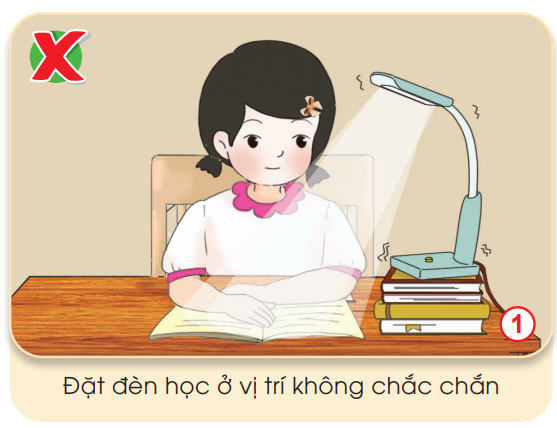 1
Đặt đèn học ở vị trí không chắc chắn